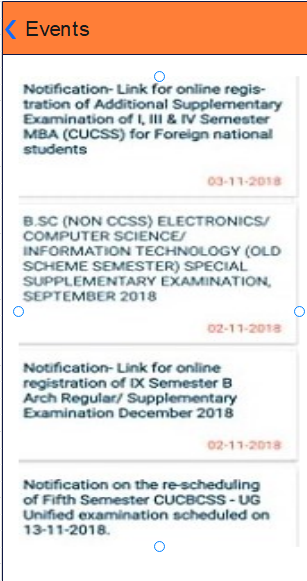 Events
Notification- Link for online regis-
tration of Additional Supplementary
Examination of I, III & IV Semester
MBA (CUCSS) for Foreign national
students
03-11-2018
B.SC (NON CCSS) ELECTRONICS/
COMPUTER SCIENCE/
INFORMATION TECHNOLOGY (OLD
SCHEME SEMESTER) SPECIAL
SUPPLEMENTARY EXAMINATION,
SEPTEMBER 2018
02-11-2018
Notification- Link for online
registration of IX Semester B
Arch Regular/ Supplementary
Examination December 2018
02-11-2018
Notification on the re-scheduling
of Fifth Semester CUCBCSS - UG
Unified examination scheduled on
13-11-2018.